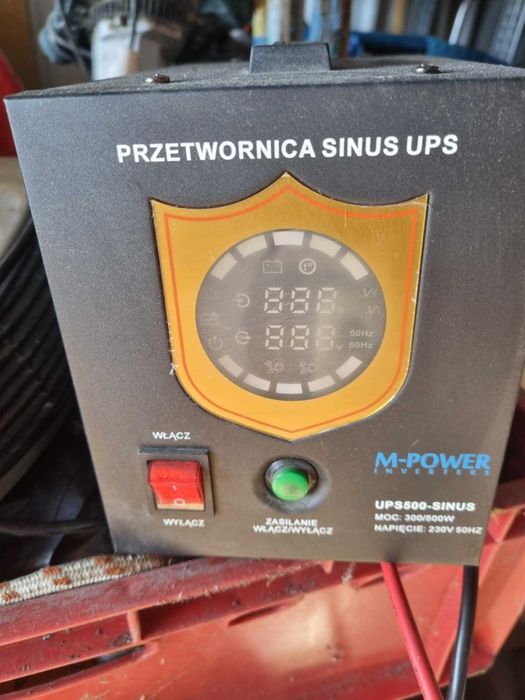 PRZETWORNICA SINUS UPS
888 V
888 V
50Hz
60Hz
WŁĄCZ
WYŁĄCZ
ZASILANIE
WŁĄCZ/WYŁĄCZ
M-POWER
INVERTERS
UPS500-SINUS
MOC: 300/500W
NAPIĘCIE: 230V 50HZ